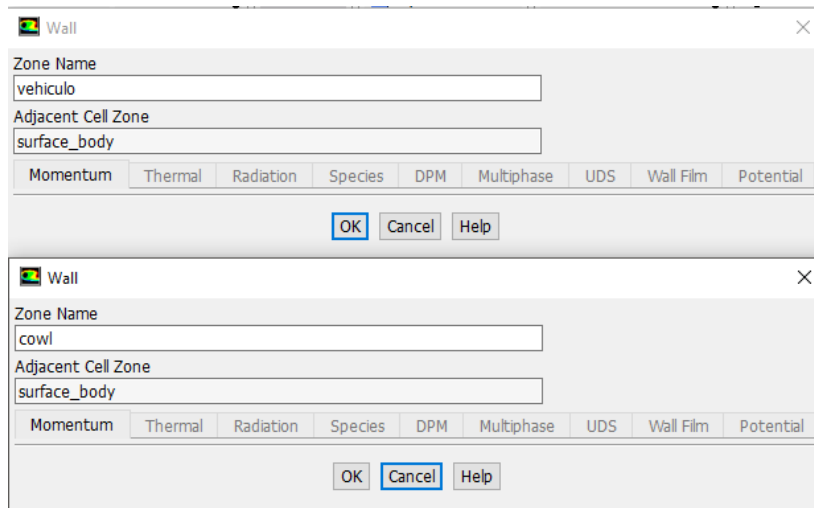 Wall
Zone Name
vehiculo
Adjacent Cell Zone
surface_body
Momentum Thermal Radiation Species DPM Multiphase UDS Wall Film Potential
OK Cancel Help
Wall
Zone Name
cowl
Adjacent Cell Zone
surface_body
Momentum Thermal Radiation Species DPM Multiphase UDS Wall Film Potential
OK Cancel Help